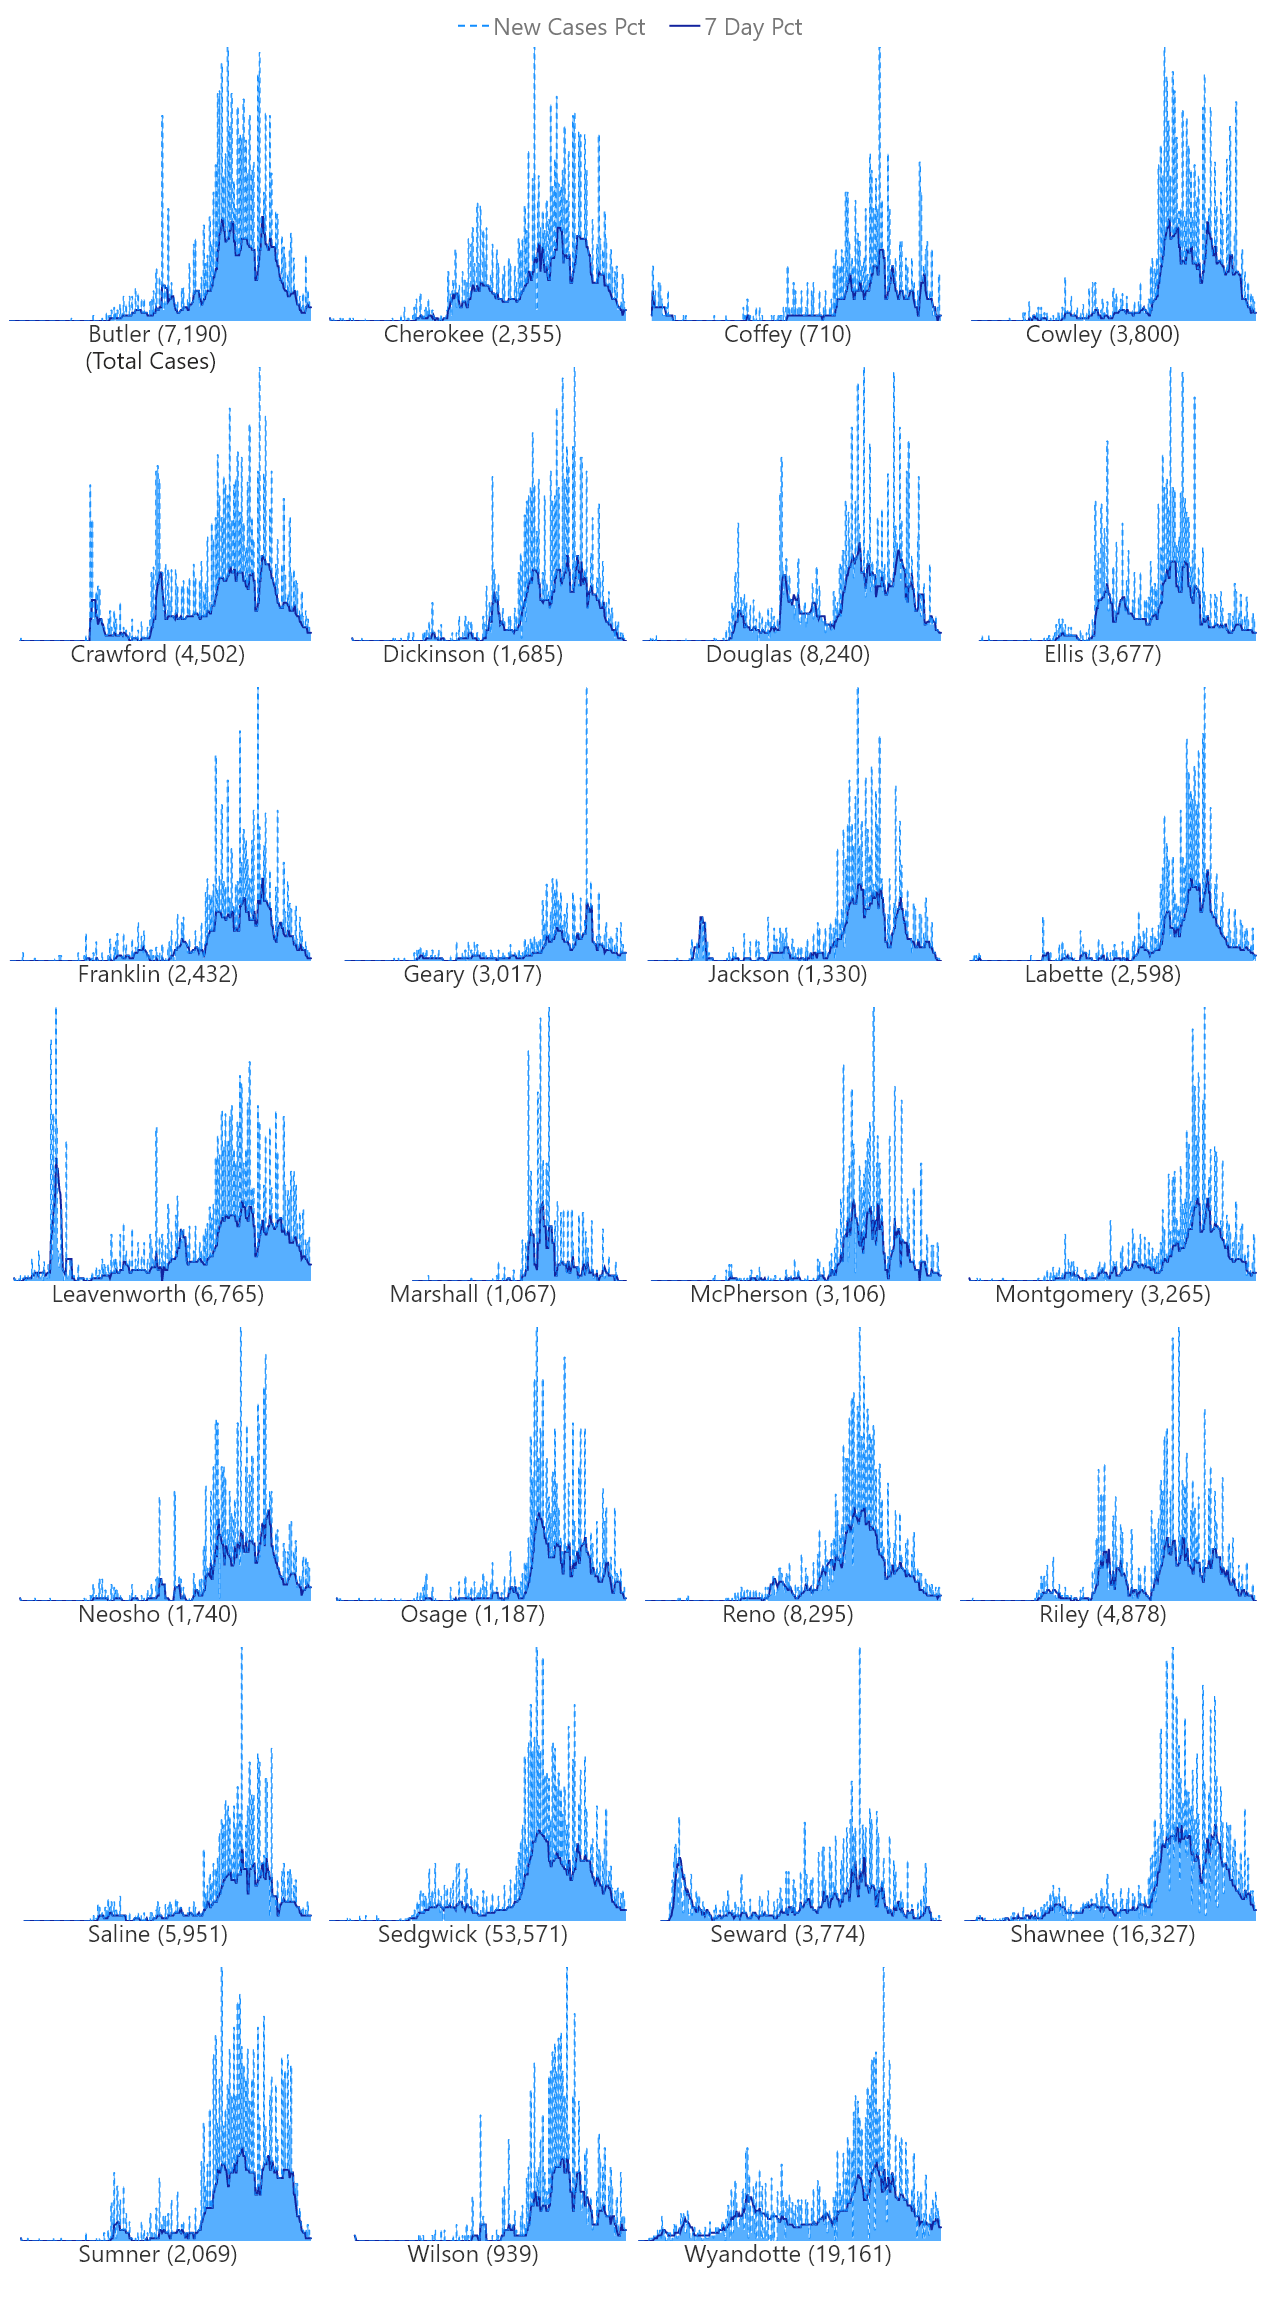 New Cases Pct 7 Day Pct
Butler (7,190) Cherokee (2,355) Coffey (710) Cowley (3,800)
(Total Cases)
Crawford (4,502) Dickinson (1,685) Douglas (8,240) Ellis (3,677)
Franklin (2,432) Geary (3,017) Jackson (1,330) Labette (2,598)
Leavenworth (6,765) Marshall (1,067) McPherson (3,106) Montgomery (3,265)
Neosho (1,740) Osage (1,187) Reno (8,295) Riley (4,878)
Saline (5,951) Sedgwick (53,571) Seward (3,774) Shawnee (16,327)
Sumner (2,069) Wilson (939) Wyandotte (19,161)